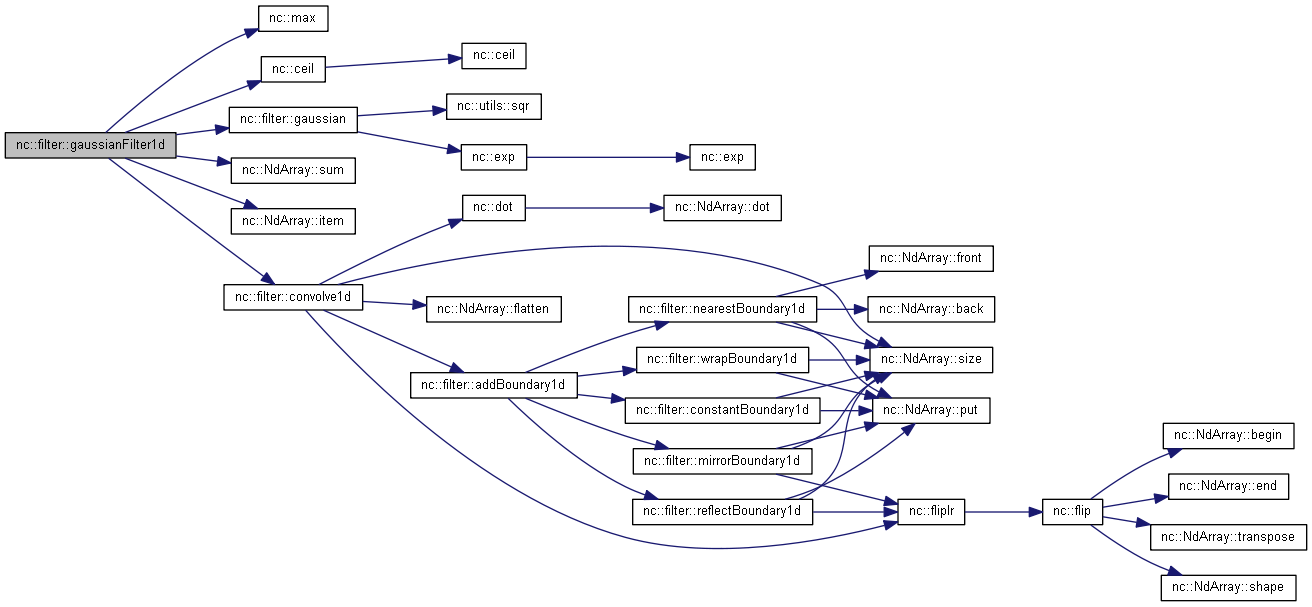 nc::max
nc::ceil
nc::ceil
nc::utils::sqr
nc::filter::gaussian
nc::filter::gaussianFilter1d
nc::exp
nc::exp
nc::NdArray::sum
nc::dot
nc::NdArray::dot
nc::NdArray::item
nc::NdArray::front
nc::filter::convolve1d
nc::NdArray::flatten
nc::filter::nearestBoundary1d
nc::NdArray::back
nc::filter::wrapBoundary1d
nc::NdArray::size
nc::filter::addBoundary1d
nc::filter::constantBoundary1d
nc::NdArray::put
nc::NdArray::begin
nc::filter::mirrorBoundary1d
nc::NdArray::end
nc::filter::reflectBoundary1d
nc::fliplr
nc::flip
nc::NdArray::transpose
nc::NdArray::shape